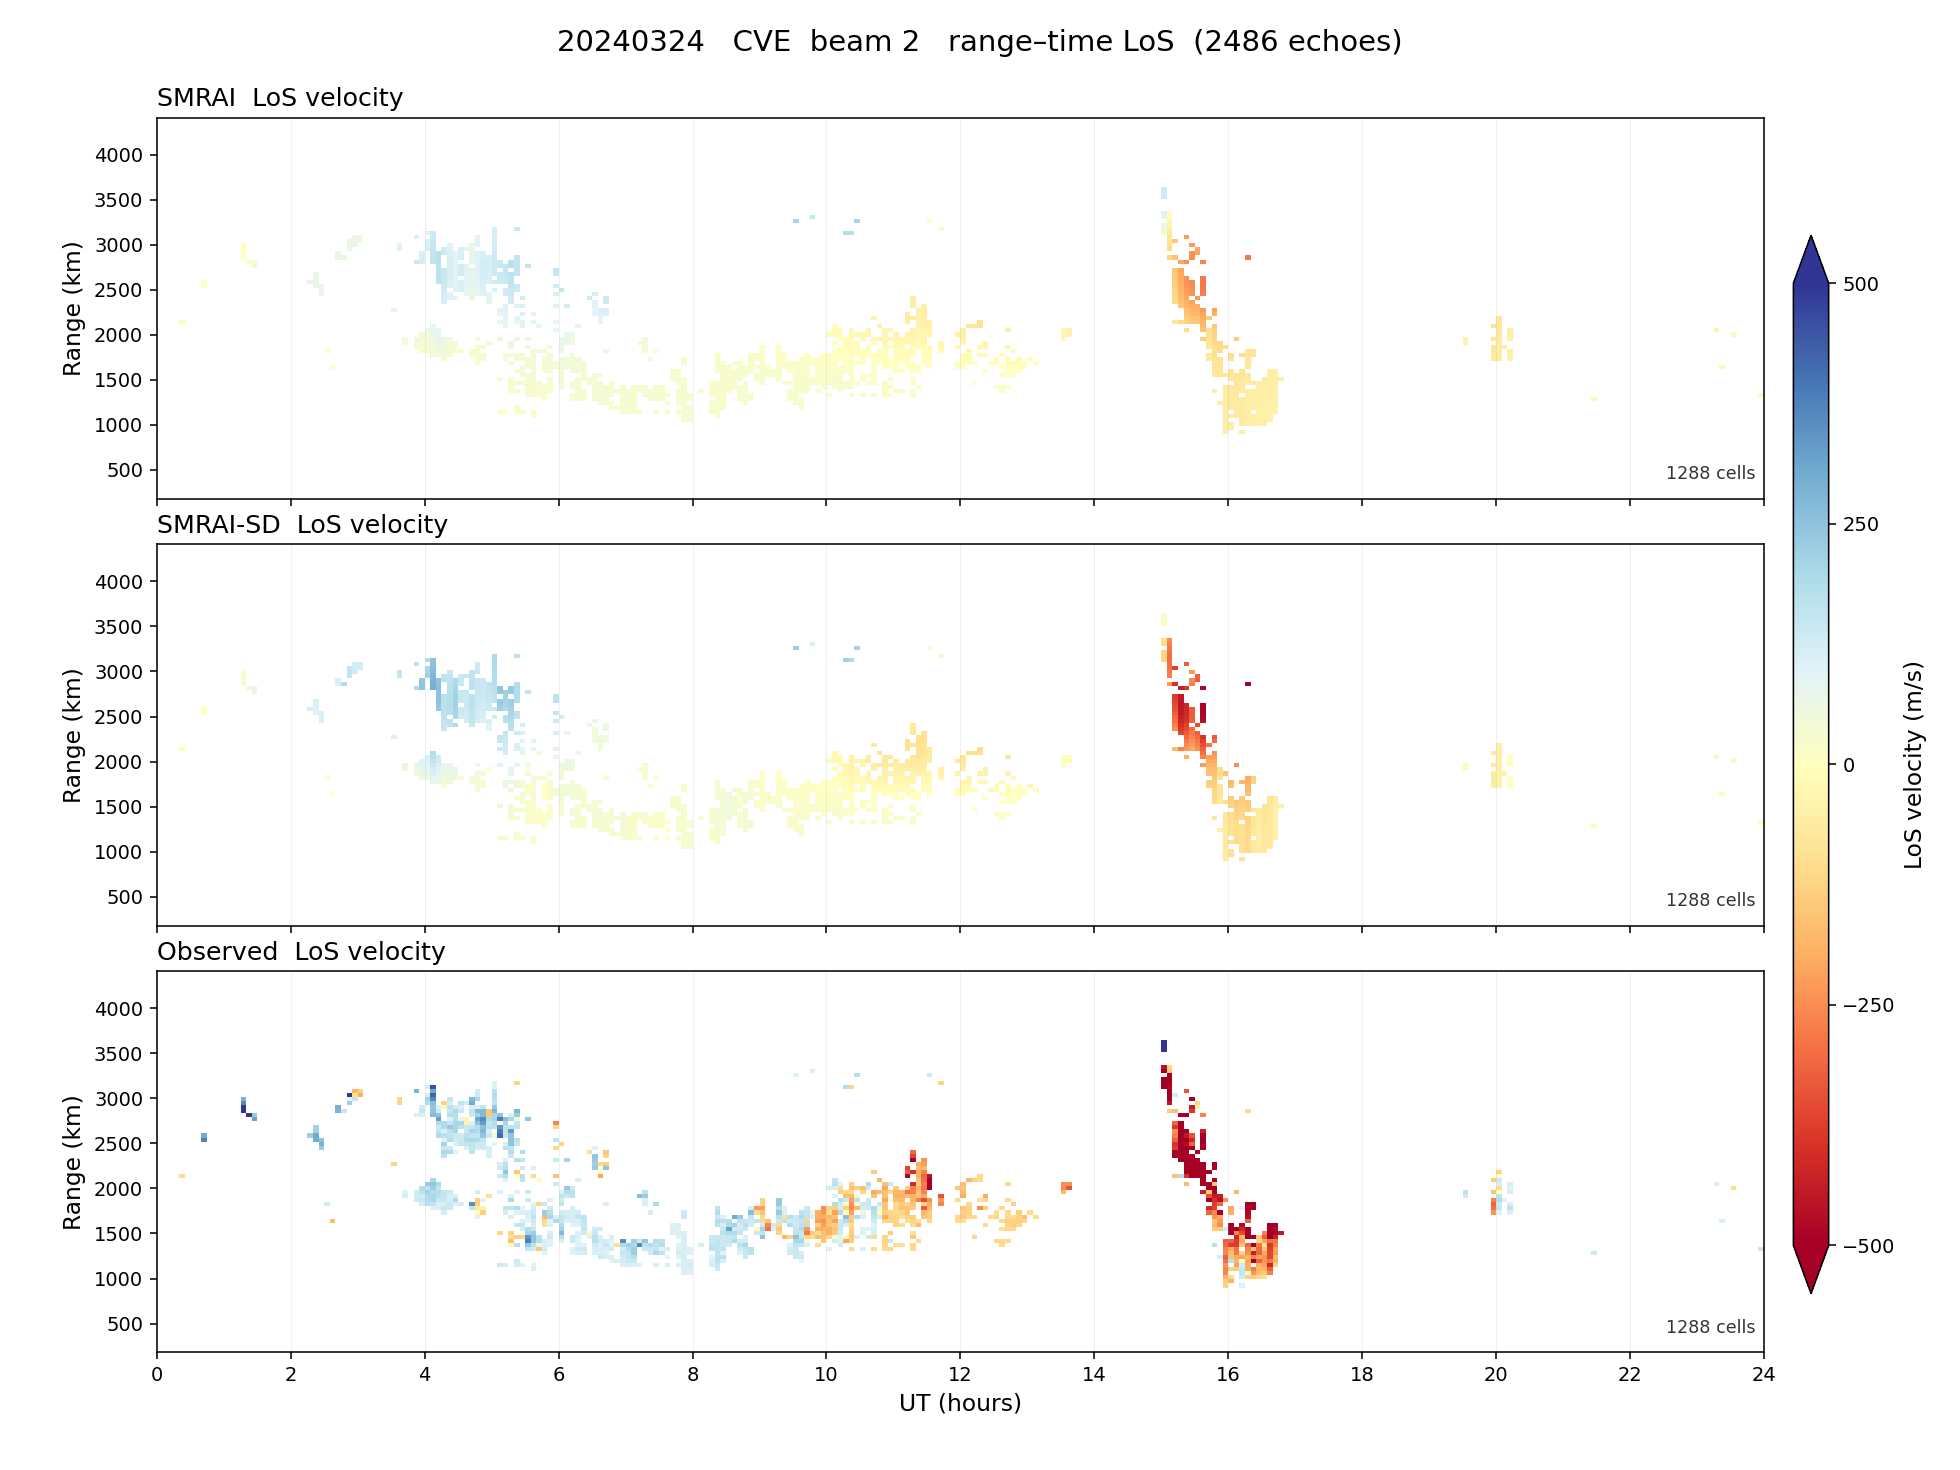 20240324   CVE  beam 2   range–time LoS  (2486 echoes)
SMRAI  LoS velocity
Range (km)
4000
3500
3000
2500
2000
1500
1000
500
1288 cells
SMRAI-SD  LoS velocity
Range (km)
4000
3500
3000
2500
2000
1500
1000
500
1288 cells
Observed  LoS velocity
Range (km)
4000
3500
3000
2500
2000
1500
1000
500
1288 cells
0 2 4 6 8 10 12 14 16 18 20 22 24
UT (hours)
500
250
0
−250
−500
LoS velocity (m/s)